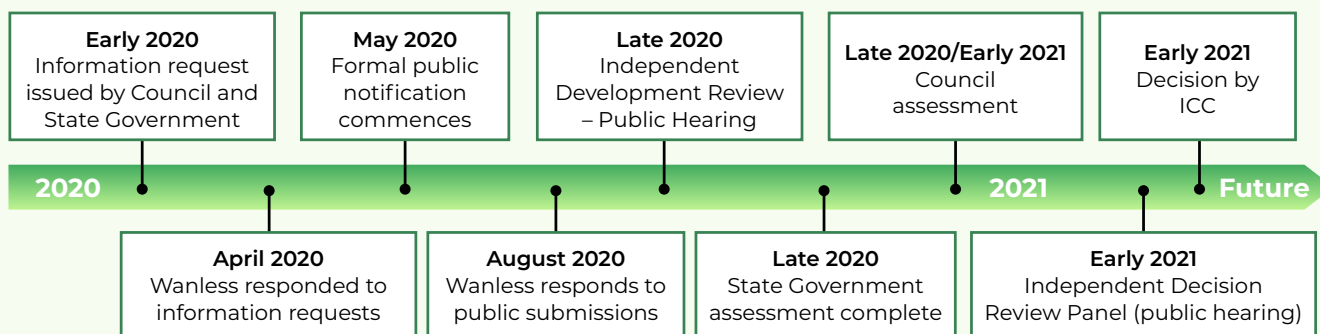 Early 2020
Information request
issued by Council and
State Government
May 2020
Formal public
notification
commences
Late 2020
Independent
Development Review
– Public Hearing
Late 2020/Early 2021
Council
assessment
Early 2021
Decision by
ICC
2020
2021
Future
April 2020
Wanless responded to
information requests
August 2020
Wanless responds to
public submissions
Late 2020
State Government
assessment complete
Early 2021
Independent Decision
Review Panel (public hearing)